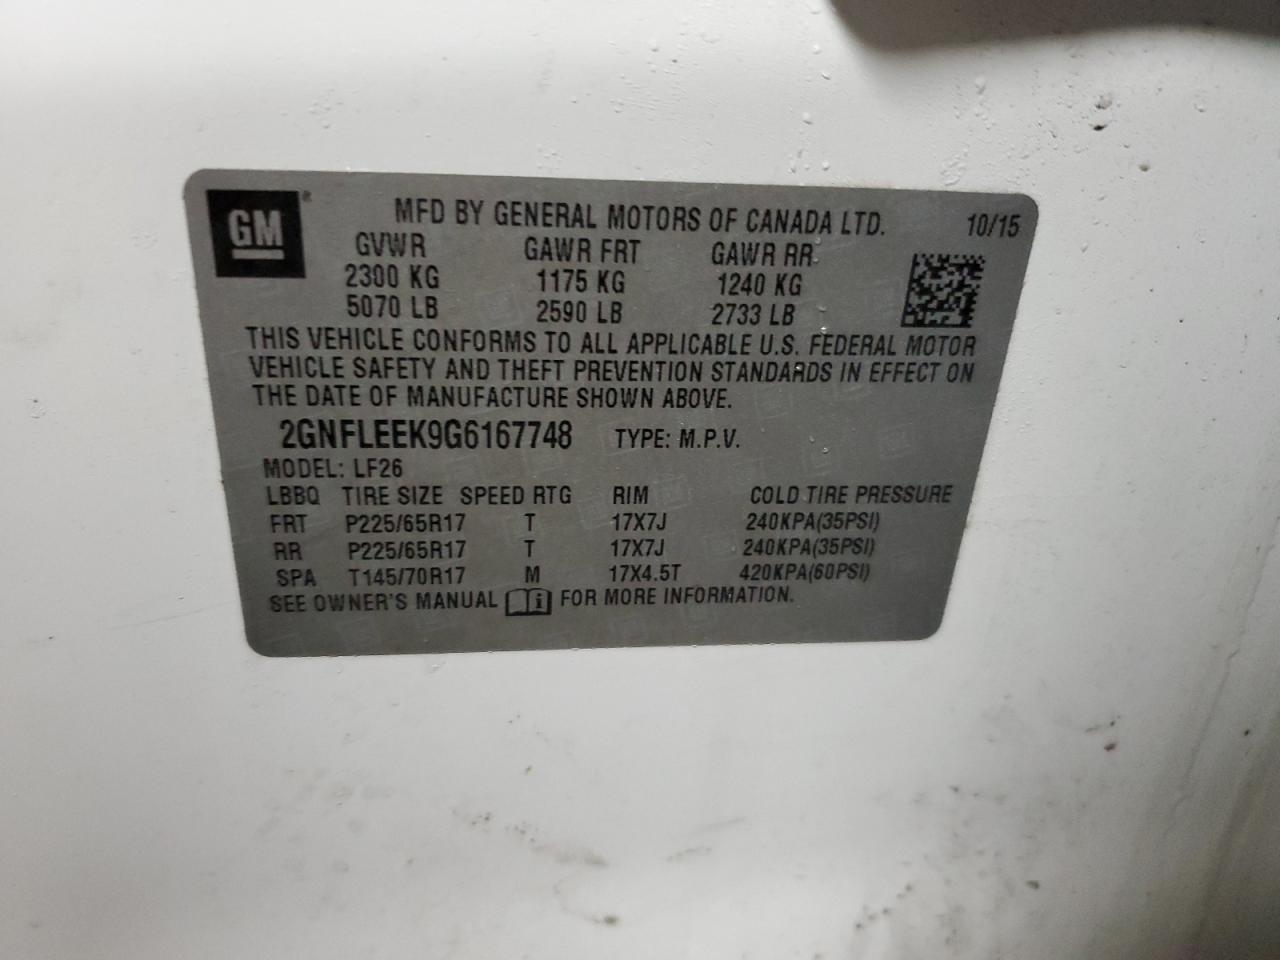 GM ® MFD BY GENERAL MOTORS OF CANADA LTD. 10/15
GVWR GAWR FRT GAWR RR
2300 KG 1175 KG 1240 KG
5070 LB 2590 LB 2733 LB
THIS VEHICLE CONFORMS TO ALL APPLICABLE U.S. FEDERAL MOTOR
VEHICLE SAFETY AND THEFT PREVENTION STANDARDS IN EFFECT ON
THE DATE OF MANUFACTURE SHOWN ABOVE.
2GNFLEEK9G6167748 TYPE: M.P.V.
MODEL: LF26
LBBQ TIRE SIZE SPEED RTG RIM COLD TIRE PRESSURE
FRT P225/65R17 T 17X7J 240KPA(35PSI)
RR P225/65R17 T 17X7J 240KPA(35PSI)
SPA T145/70R17 M 17X4.5T 420KPA(60PSI)
SEE OWNER'S MANUAL i FOR MORE INFORMATION.